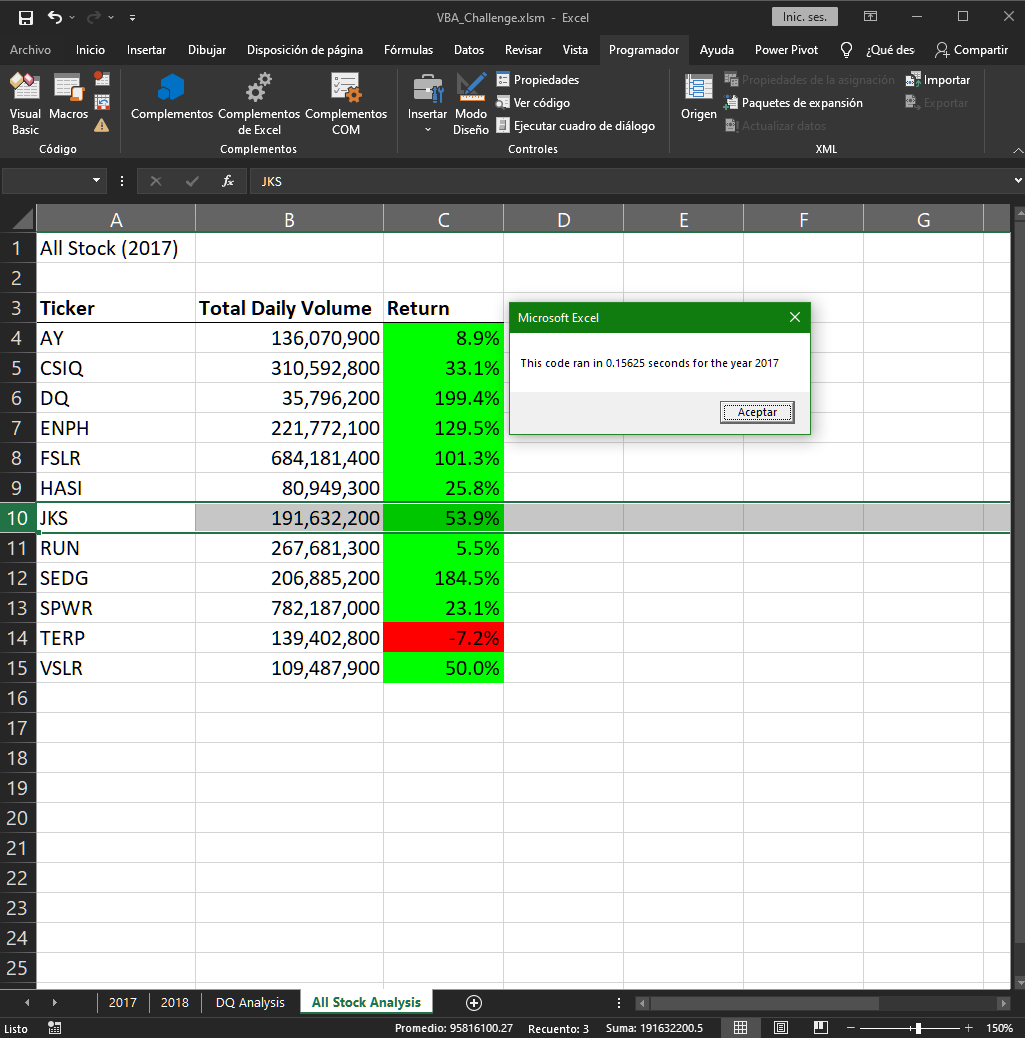 VBA_Challenge.xlsm - Excel
Inic. ses.
Archivo Inicio Insertar Dibujar Disposición de página Fórmulas Datos Revisar Vista Programador Ayuda Power Pivot ¿Qué des Compartir
Visual Basic
Macros
Código
Complementos
Complementos de Excel
Complementos COM
Complementos
Insertar
Modo Diseño
Propiedades
Ver código
Ejecutar cuadro de diálogo
Controles
Origen
Propiedades de la asignación
Paquetes de expansión
Actualizar datos
Importar
Exportar
XML
fx JKS
A B C D E F G
1 All Stock (2017)
2
3 Ticker Total Daily Volume Return
4 AY 136,070,900 8.9%
5 CSIQ 310,592,800 33.1%
6 DQ 35,796,200 199.4%
7 ENPH 221,772,100 129.5%
8 FSLR 684,181,400 101.3%
9 HASI 80,949,300 25.8%
10 JKS 191,632,200 53.9%
11 RUN 267,681,300 5.5%
12 SEDG 206,885,200 184.5%
13 SPWR 782,187,000 23.1%
14 TERP 139,402,800 -7.2%
15 VSLR 109,487,900 50.0%
16
17
18
19
20
21
22
23
24
25
Microsoft Excel
This code ran in 0.15625 seconds for the year 2017
Aceptar
2017 2018 DQ Analysis All Stock Analysis
Listo Promedio: 95816100.27 Recuento: 3 Suma: 191632200.5 150%